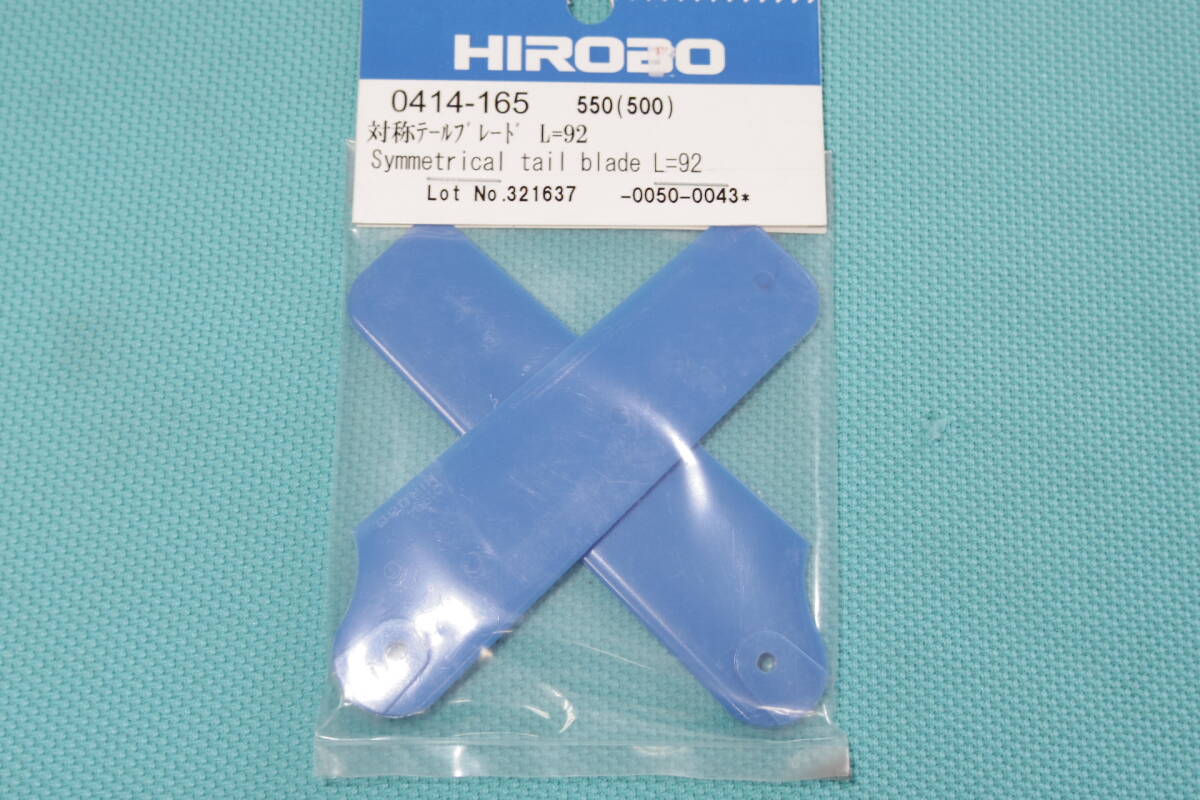 HIROBO
0414-165 550(500)
対称ﾃｰﾙﾌﾞﾚｰﾄﾞ L=92
Symmetrical tail blade L=92
Lot No.321637 -0050-0043*
HIROBO